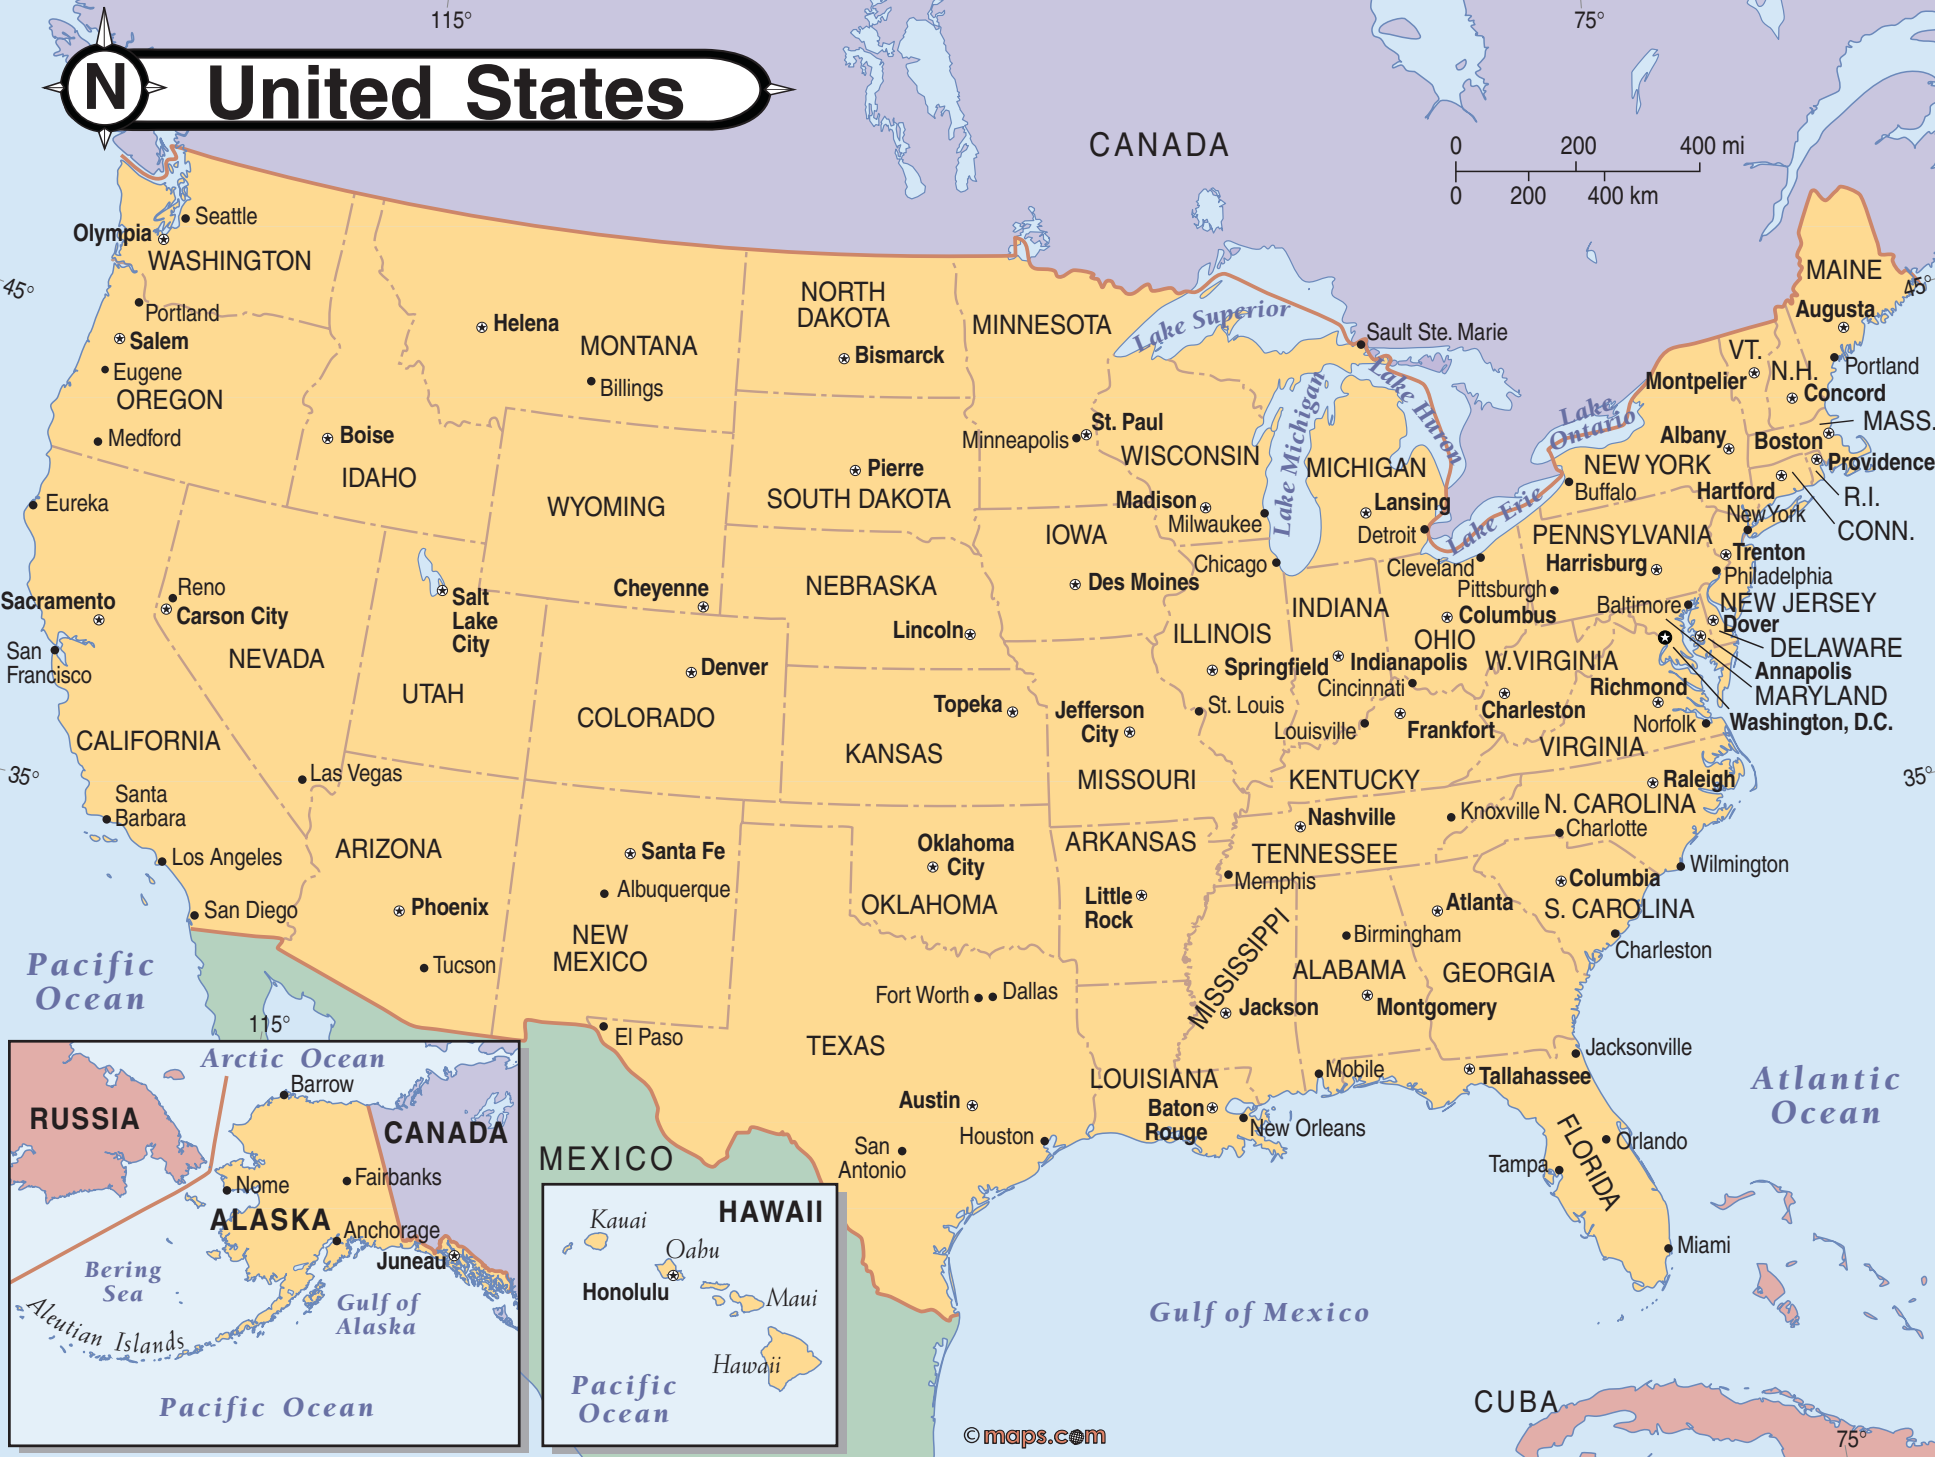 115°
75°
N
United States
CANADA
0 200 400 mi
0 200 400 km
Seattle
Olympia
WASHINGTON
45°
Portland
Salem
Eugene
OREGON
Medford
Eureka
Helena
MONTANA
Billings
Boise
IDAHO
NORTH
DAKOTA
Bismarck
Pierre
SOUTH DAKOTA
WYOMING
Cheyenne
MINNESOTA
Minneapolis
St. Paul
WISCONSIN
Madison
Milwaukee
Lake Superior
Lake Michigan
Lake Huron
Lake
Ontario
Lake Erie
Sault Ste. Marie
MICHIGAN
Lansing
Detroit
MAINE
45°
Augusta
Portland
VT.
Montpelier
N.H.
Concord
MASS.
Boston
Providence
R.I.
Hartford
CONN.
Albany
NEW YORK
Buffalo
New York
PENNSYLVANIA
Harrisburg
Pittsburgh
Trenton
Philadelphia
NEW JERSEY
Baltimore
Dover
DELAWARE
Annapolis
MARYLAND
Washington, D.C.
Reno
Carson City
NEVADA
Sacramento
San
Francisco
CALIFORNIA
Las Vegas
35°
Santa
Barbara
Los Angeles
San Diego
Salt
Lake
City
UTAH
Denver
COLORADO
NEBRASKA
Lincoln
IOWA
Des Moines
Chicago
ILLINOIS
Springfield
INDIANA
Indianapolis
Cleveland
Columbus
OHIO
Cincinnati
W.VIRGINIA
Charleston
Richmond
Norfolk
VIRGINIA
Topeka
KANSAS
Jefferson
City
St. Louis
MISSOURI
Louisville
Frankfort
KENTUCKY
35°
ARIZONA
Phoenix
Tucson
Santa Fe
Albuquerque
NEW
MEXICO
Oklahoma
City
OKLAHOMA
ARKANSAS
Little
Rock
Nashville
TENNESSEE
Memphis
Knoxville
Raleigh
N. CAROLINA
Charlotte
Wilmington
Columbia
S. CAROLINA
Charleston
Atlanta
GEORGIA
Birmingham
ALABAMA
Montgomery
MISSISSIPPI
Jackson
Fort Worth
Dallas
El Paso
TEXAS
Austin
San
Antonio
Houston
LOUISIANA
Baton
Rouge
New Orleans
Mobile
Tallahassee
Jacksonville
FLORIDA
Orlando
Tampa
Miami
Pacific
Ocean
Atlantic
Ocean
Gulf of Mexico
MEXICO
CUBA
75°
115°
Arctic Ocean
Barrow
RUSSIA
CANADA
Fairbanks
Nome
ALASKA
Anchorage
Juneau
Bering
Sea
Gulf of
Alaska
Aleutian Islands
Pacific Ocean
HAWAII
Kauai
Oahu
Honolulu
Maui
Hawaii
Pacific
Ocean
© maps.com